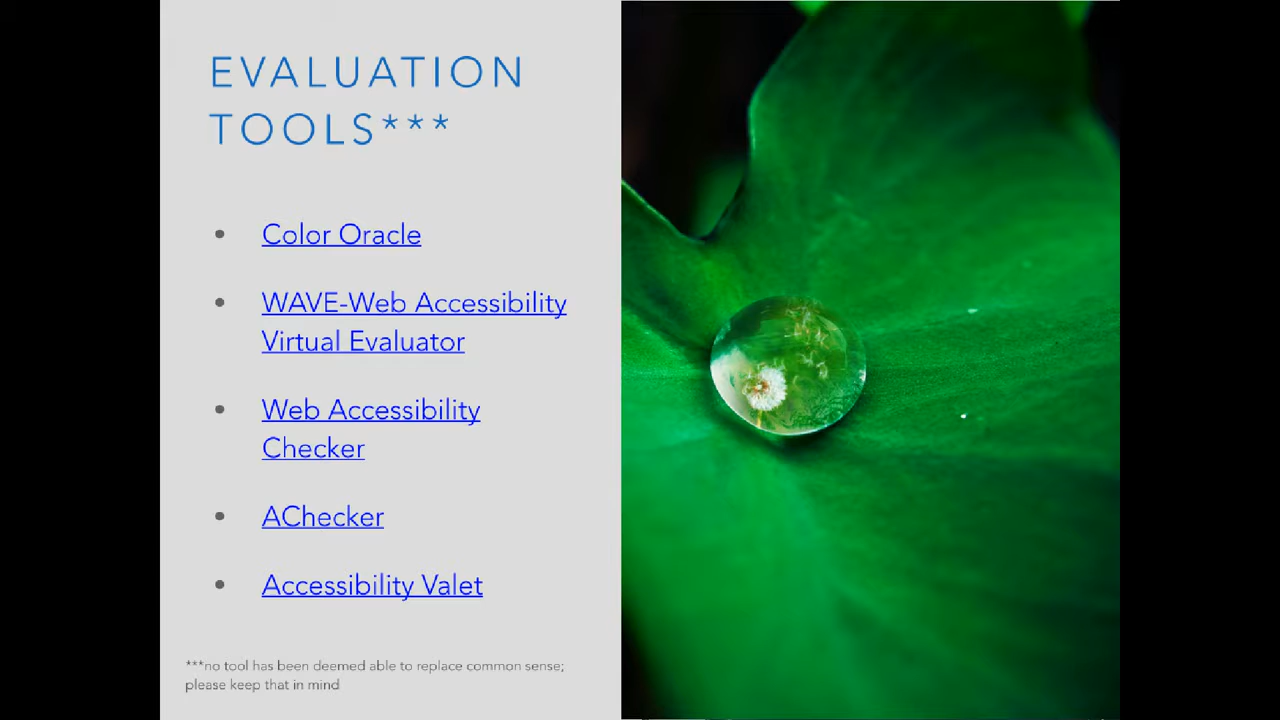 EVALUATION
TOOLS***
• Color Oracle
• WAVE-Web Accessibility
Virtual Evaluator
• Web Accessibility
Checker
• AChecker
• Accessibility Valet
***no tool has been deemed able to replace common sense;
please keep that in mind